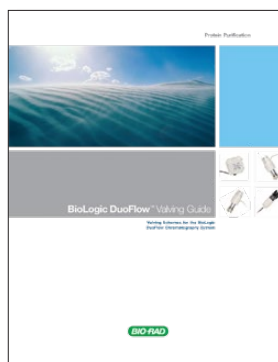 Protein Purification
BioLogic DuoFlow™ Valving Guide
Valving Schemes for the BioLogic
DuoFlow Chromatography System
BIO-RAD